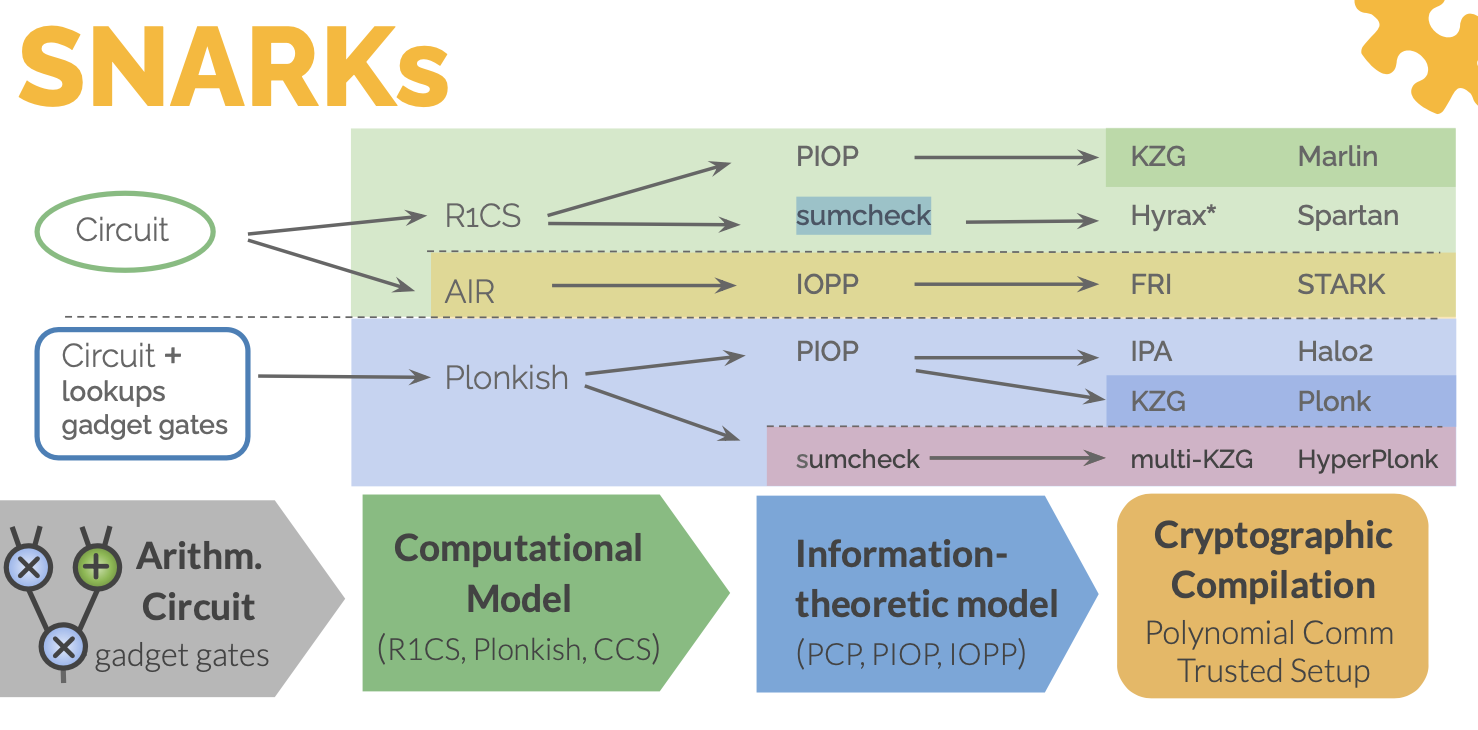 SNARKs
Circuit
R1CS
PIOP
KZG
Marlin
sumcheck
Hyrax*
Spartan
AIR
IOPP
FRI
STARK
Circuit +
lookups
gadget gates
Plonkish
PIOP
IPA
Halo2
KZG
Plonk
sumcheck
multi-KZG
HyperPlonk
Arithm.
Circuit
gadget gates
Computational
Model
(R1CS, Plonkish, CCS)
Information-
theoretic model
(PCP, PIOP, IOPP)
Cryptographic
Compilation
Polynomial Comm
Trusted Setup